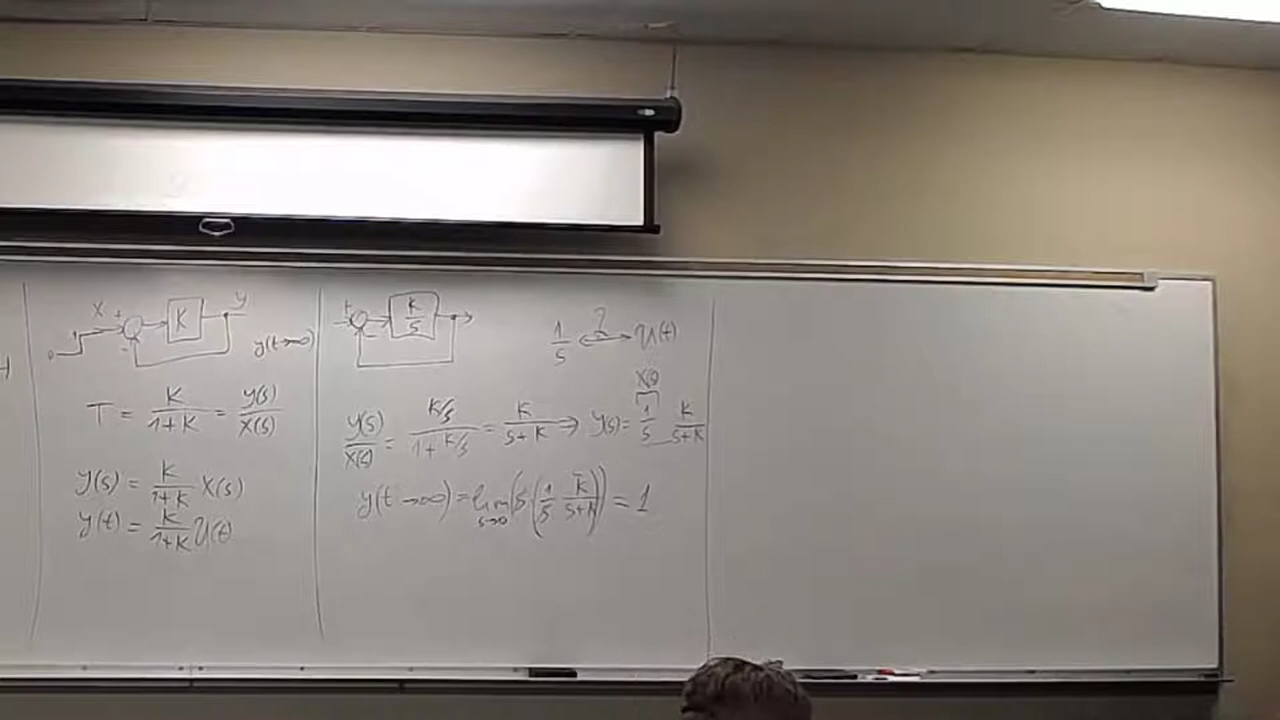 X + K y
-
y(t→∞)
T = K/(1+K) = y(s)/X(s)
y(s) = K/(1+K) X(s)
y(t) = K/(1+K) U(t)
+ K/S
-
1/S ⟷ U(t)
X(s)
y(s)/X(s) = (K/s)/(1+K/s) = K/(s+K) ⇒ y(s) = 1/S K/(s+K)
y(t→∞) = lim s→0 (S (1/S K/(s+K))) = 1